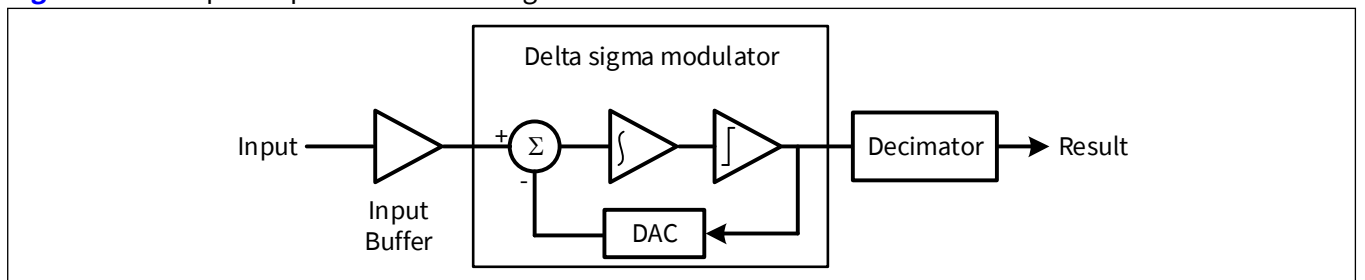 Delta sigma modulator
Input
+
Σ
-
∫
Decimator
Result
Input
Buffer
DAC